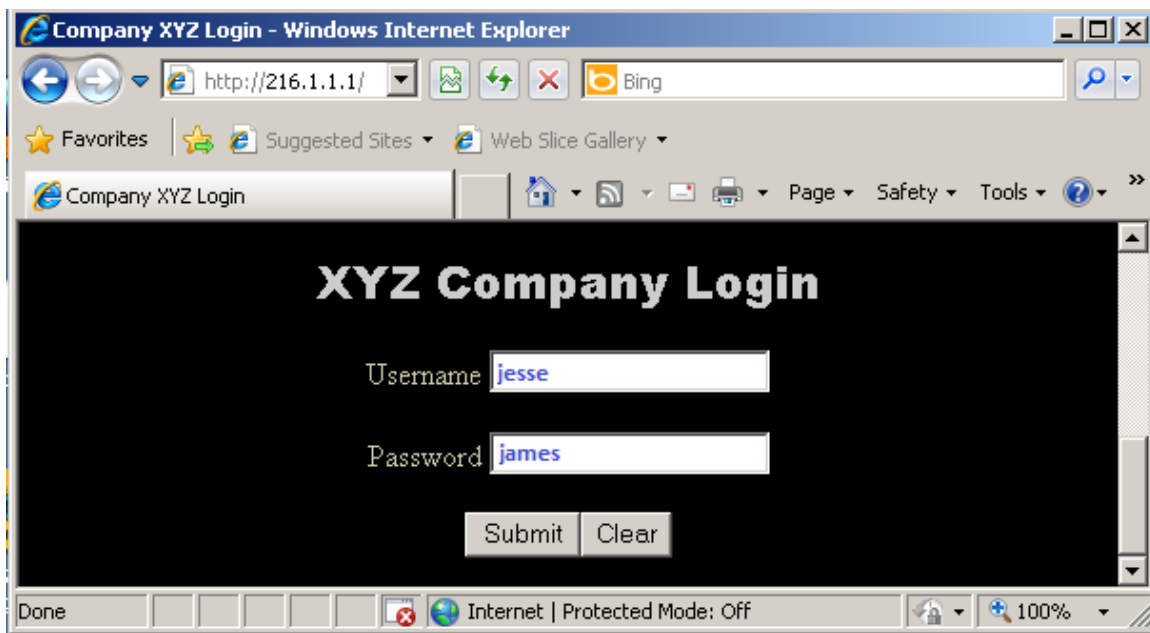 Company XYZ Login - Windows Internet Explorer
http://216.1.1.1/ Bing
Favorites Suggested Sites Web Slice Gallery
Company XYZ Login Page Safety Tools
XYZ Company Login
Username jesse
Password james
Submit Clear
Done Internet | Protected Mode: Off 100%